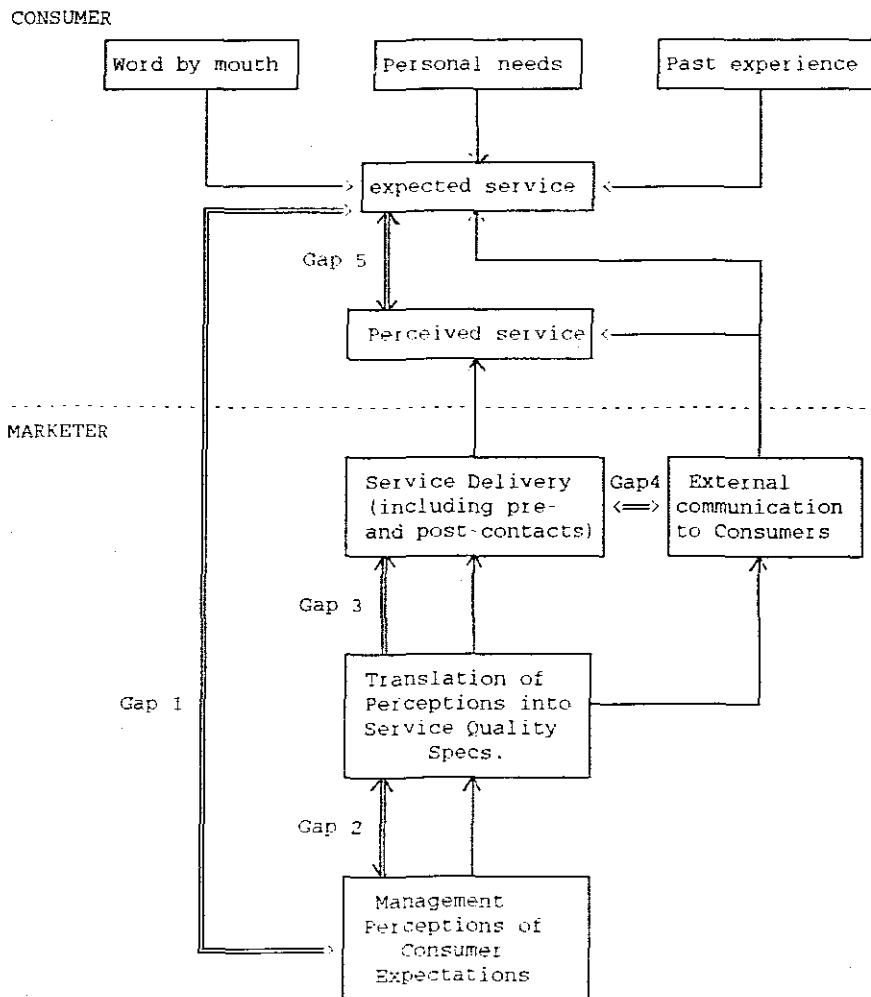 CONSUMER
Word by mouth
Personal needs
Past experience
expected service
Gap 5
Perceived service
MARKETER
Service Delivery
(including pre-
and post-contacts)
Gap4
External
communication
to Consumers
Gap 3
Translation of
Perceptions into
Service Quality
Specs.
Gap 1
Gap 2
Management
Perceptions of
Consumer
Expectations